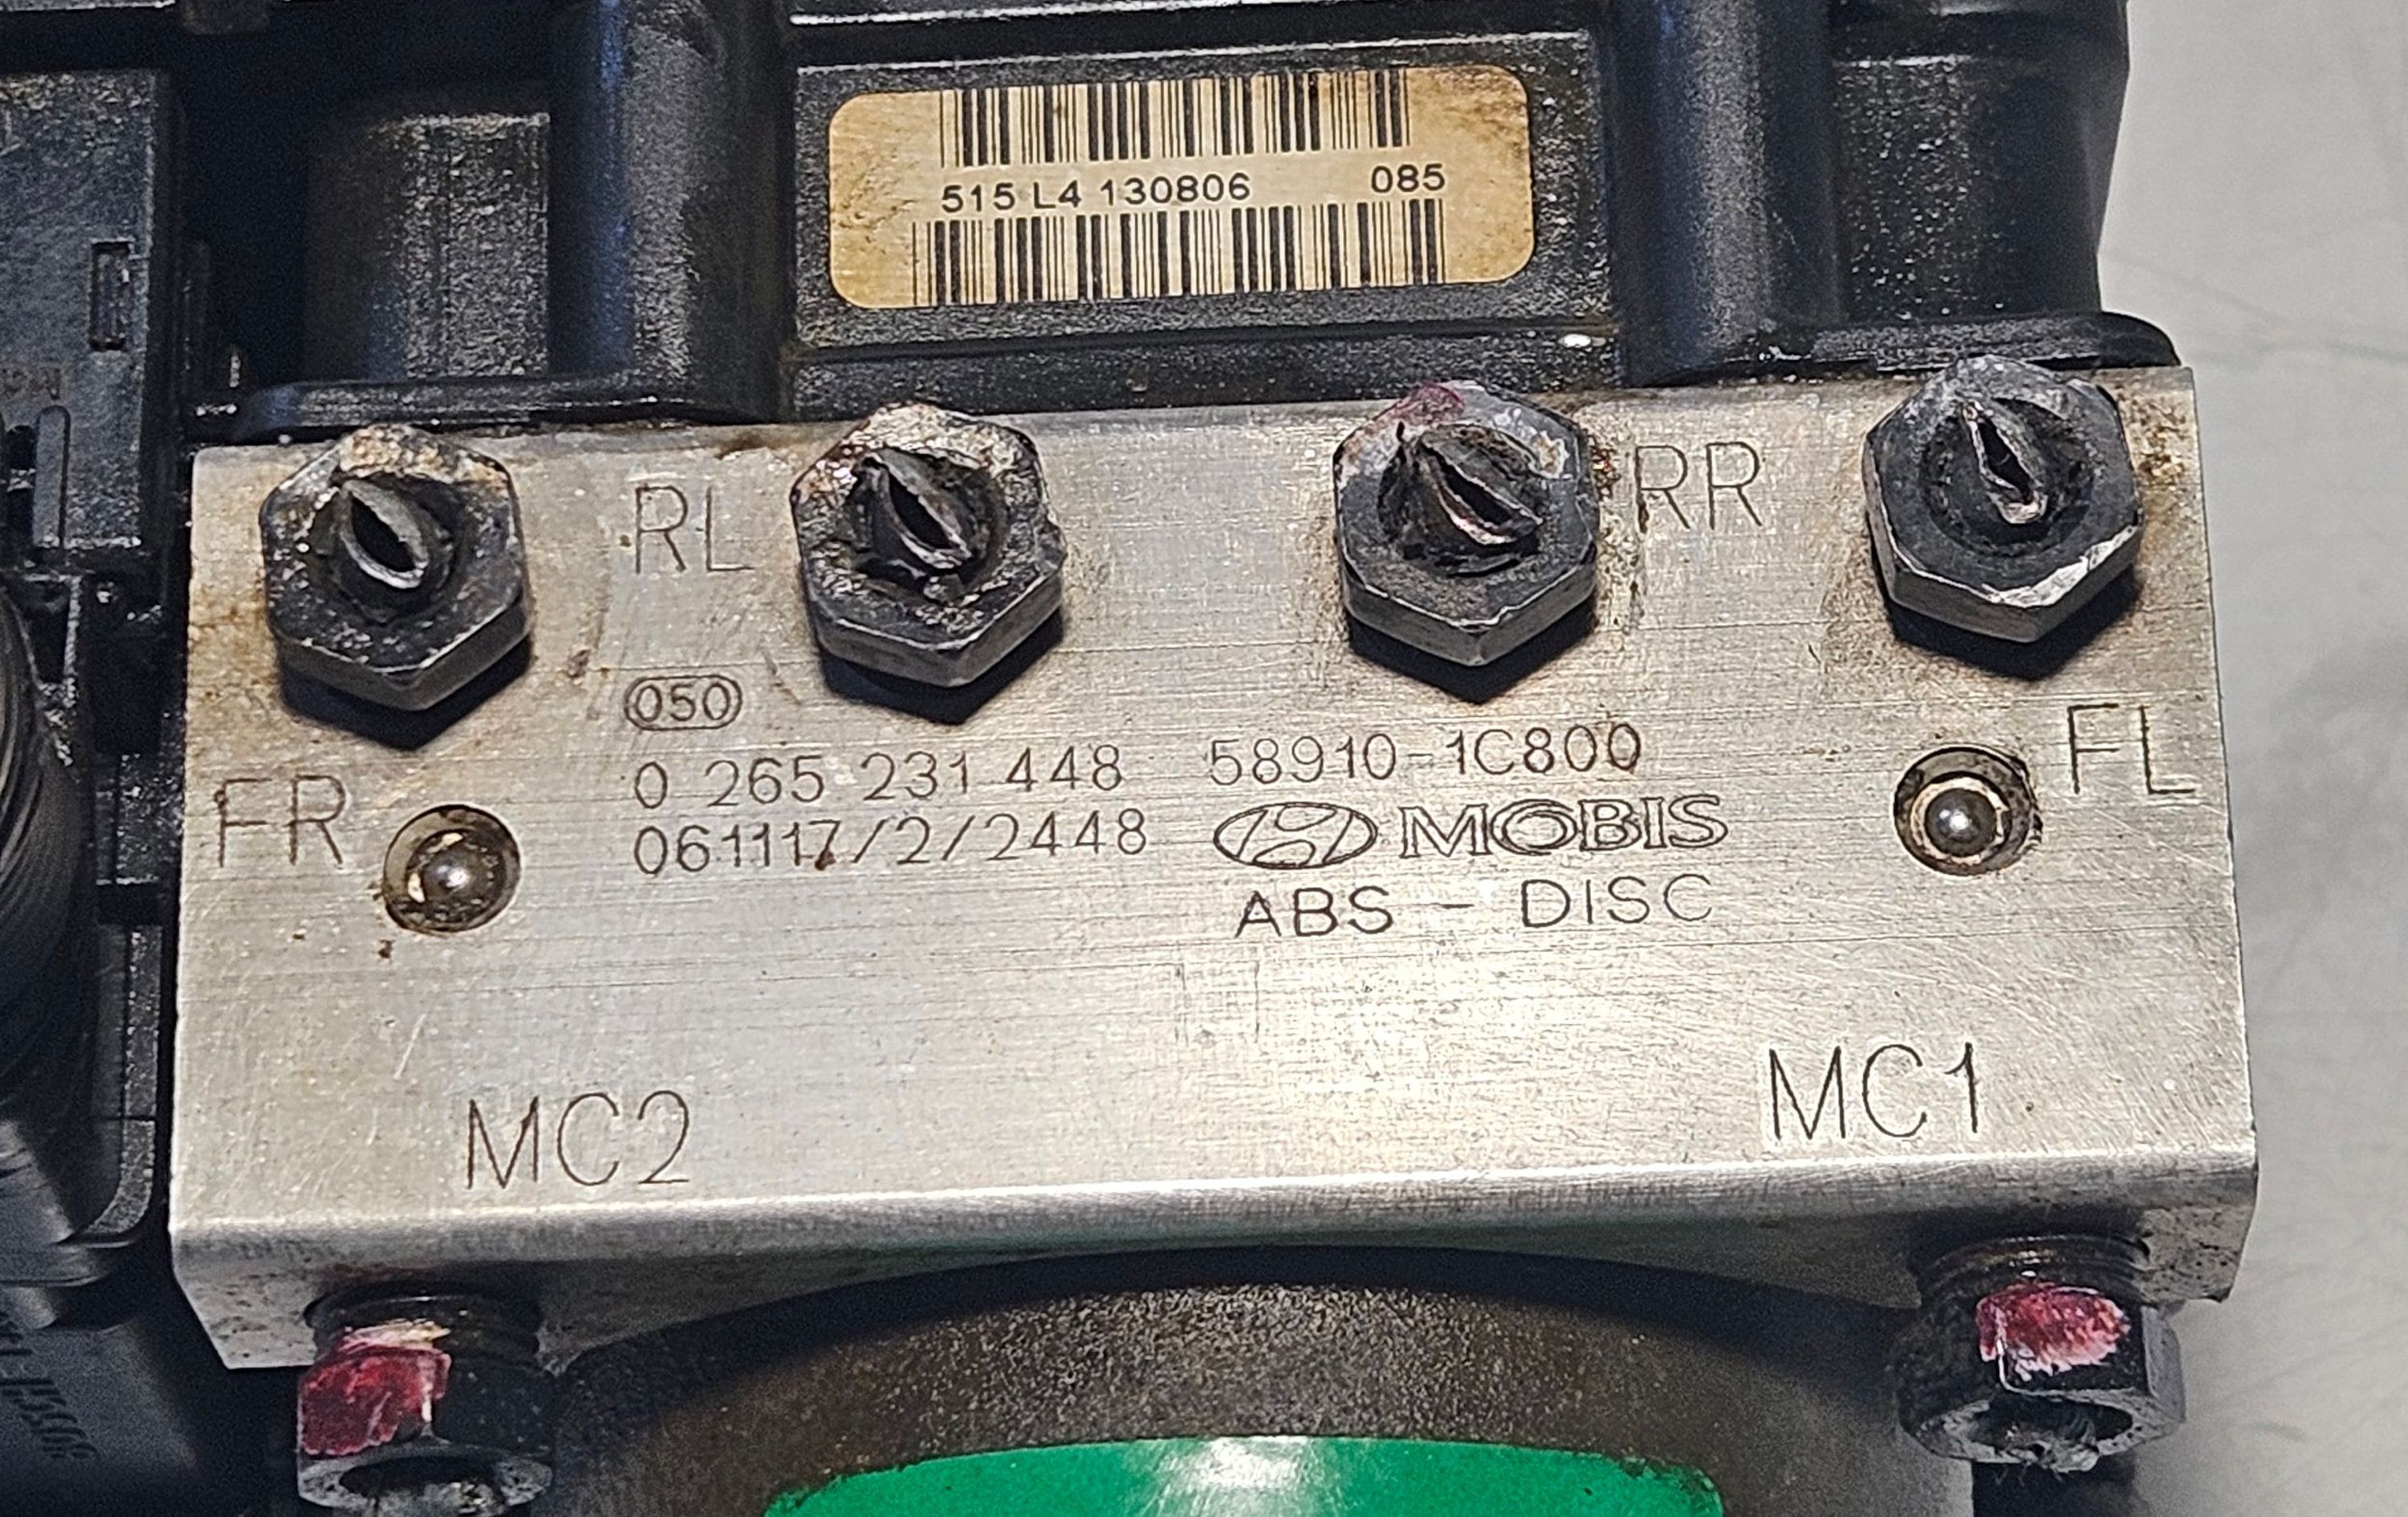 515 L4 130806 085
RL
RR
050
FR
FL
0 265 231 448 58910-1C800
061117/2/2448 MOBIS
ABS - DISC
MC2
MC1